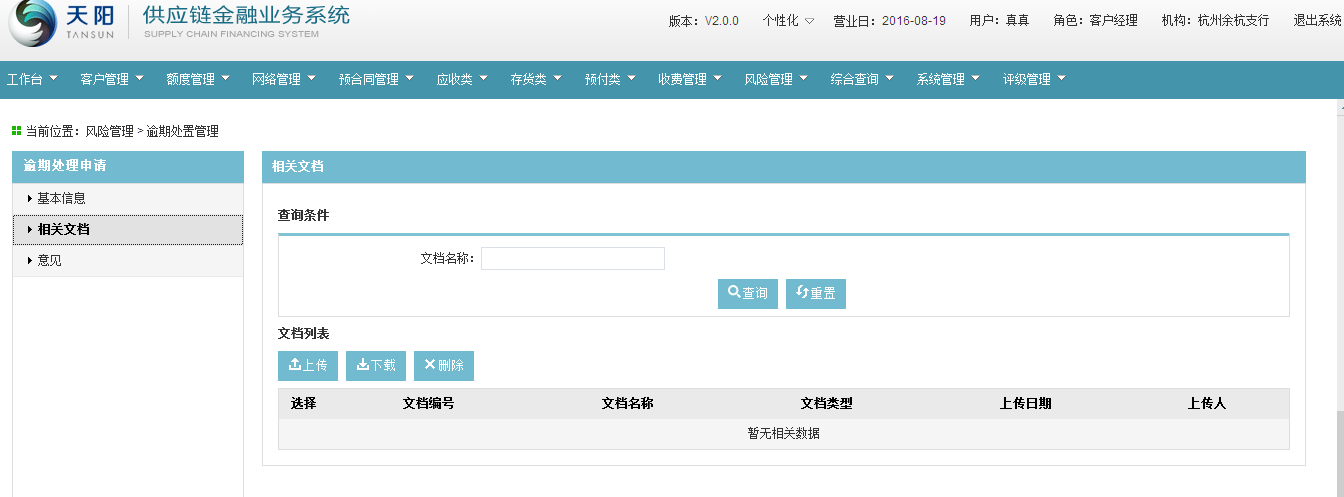 天阳 TANSUN 供应链金融业务系统
SUPPLY CHAIN FINANCING SYSTEM
版本：V2.0.0 个性化 营业日：2016-08-19 用户：真真 角色：客户经理 机构：杭州余杭支行 退出系统
工作台 客户管理 额度管理 网络管理 预合同管理 应收类 存货类 预付类 收费管理 风险管理 综合查询 系统管理 评级管理
当前位置：风险管理 > 逾期处置管理
逾期处理申请
基本信息
相关文档
意见
相关文档
查询条件
文档名称：
查询 重置
文档列表
上传 下载 删除
选择 文档编号 文档名称 文档类型 上传日期 上传人
暂无相关数据